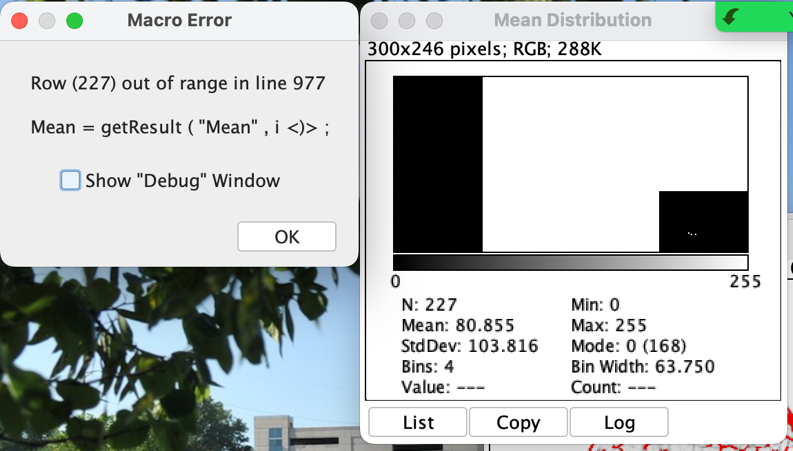 Macro Error
Row (227) out of range in line 977
Mean = getResult ( "Mean" , i <)> ;
Show "Debug" Window
OK
Mean Distribution
300x246 pixels; RGB; 288K
0
255
N: 227
Min: 0
Mean: 80.855
Max: 255
StdDev: 103.816
Mode: 0 (168)
Bins: 4
Bin Width: 63.750
Value: ---
Count: ---
List
Copy
Log